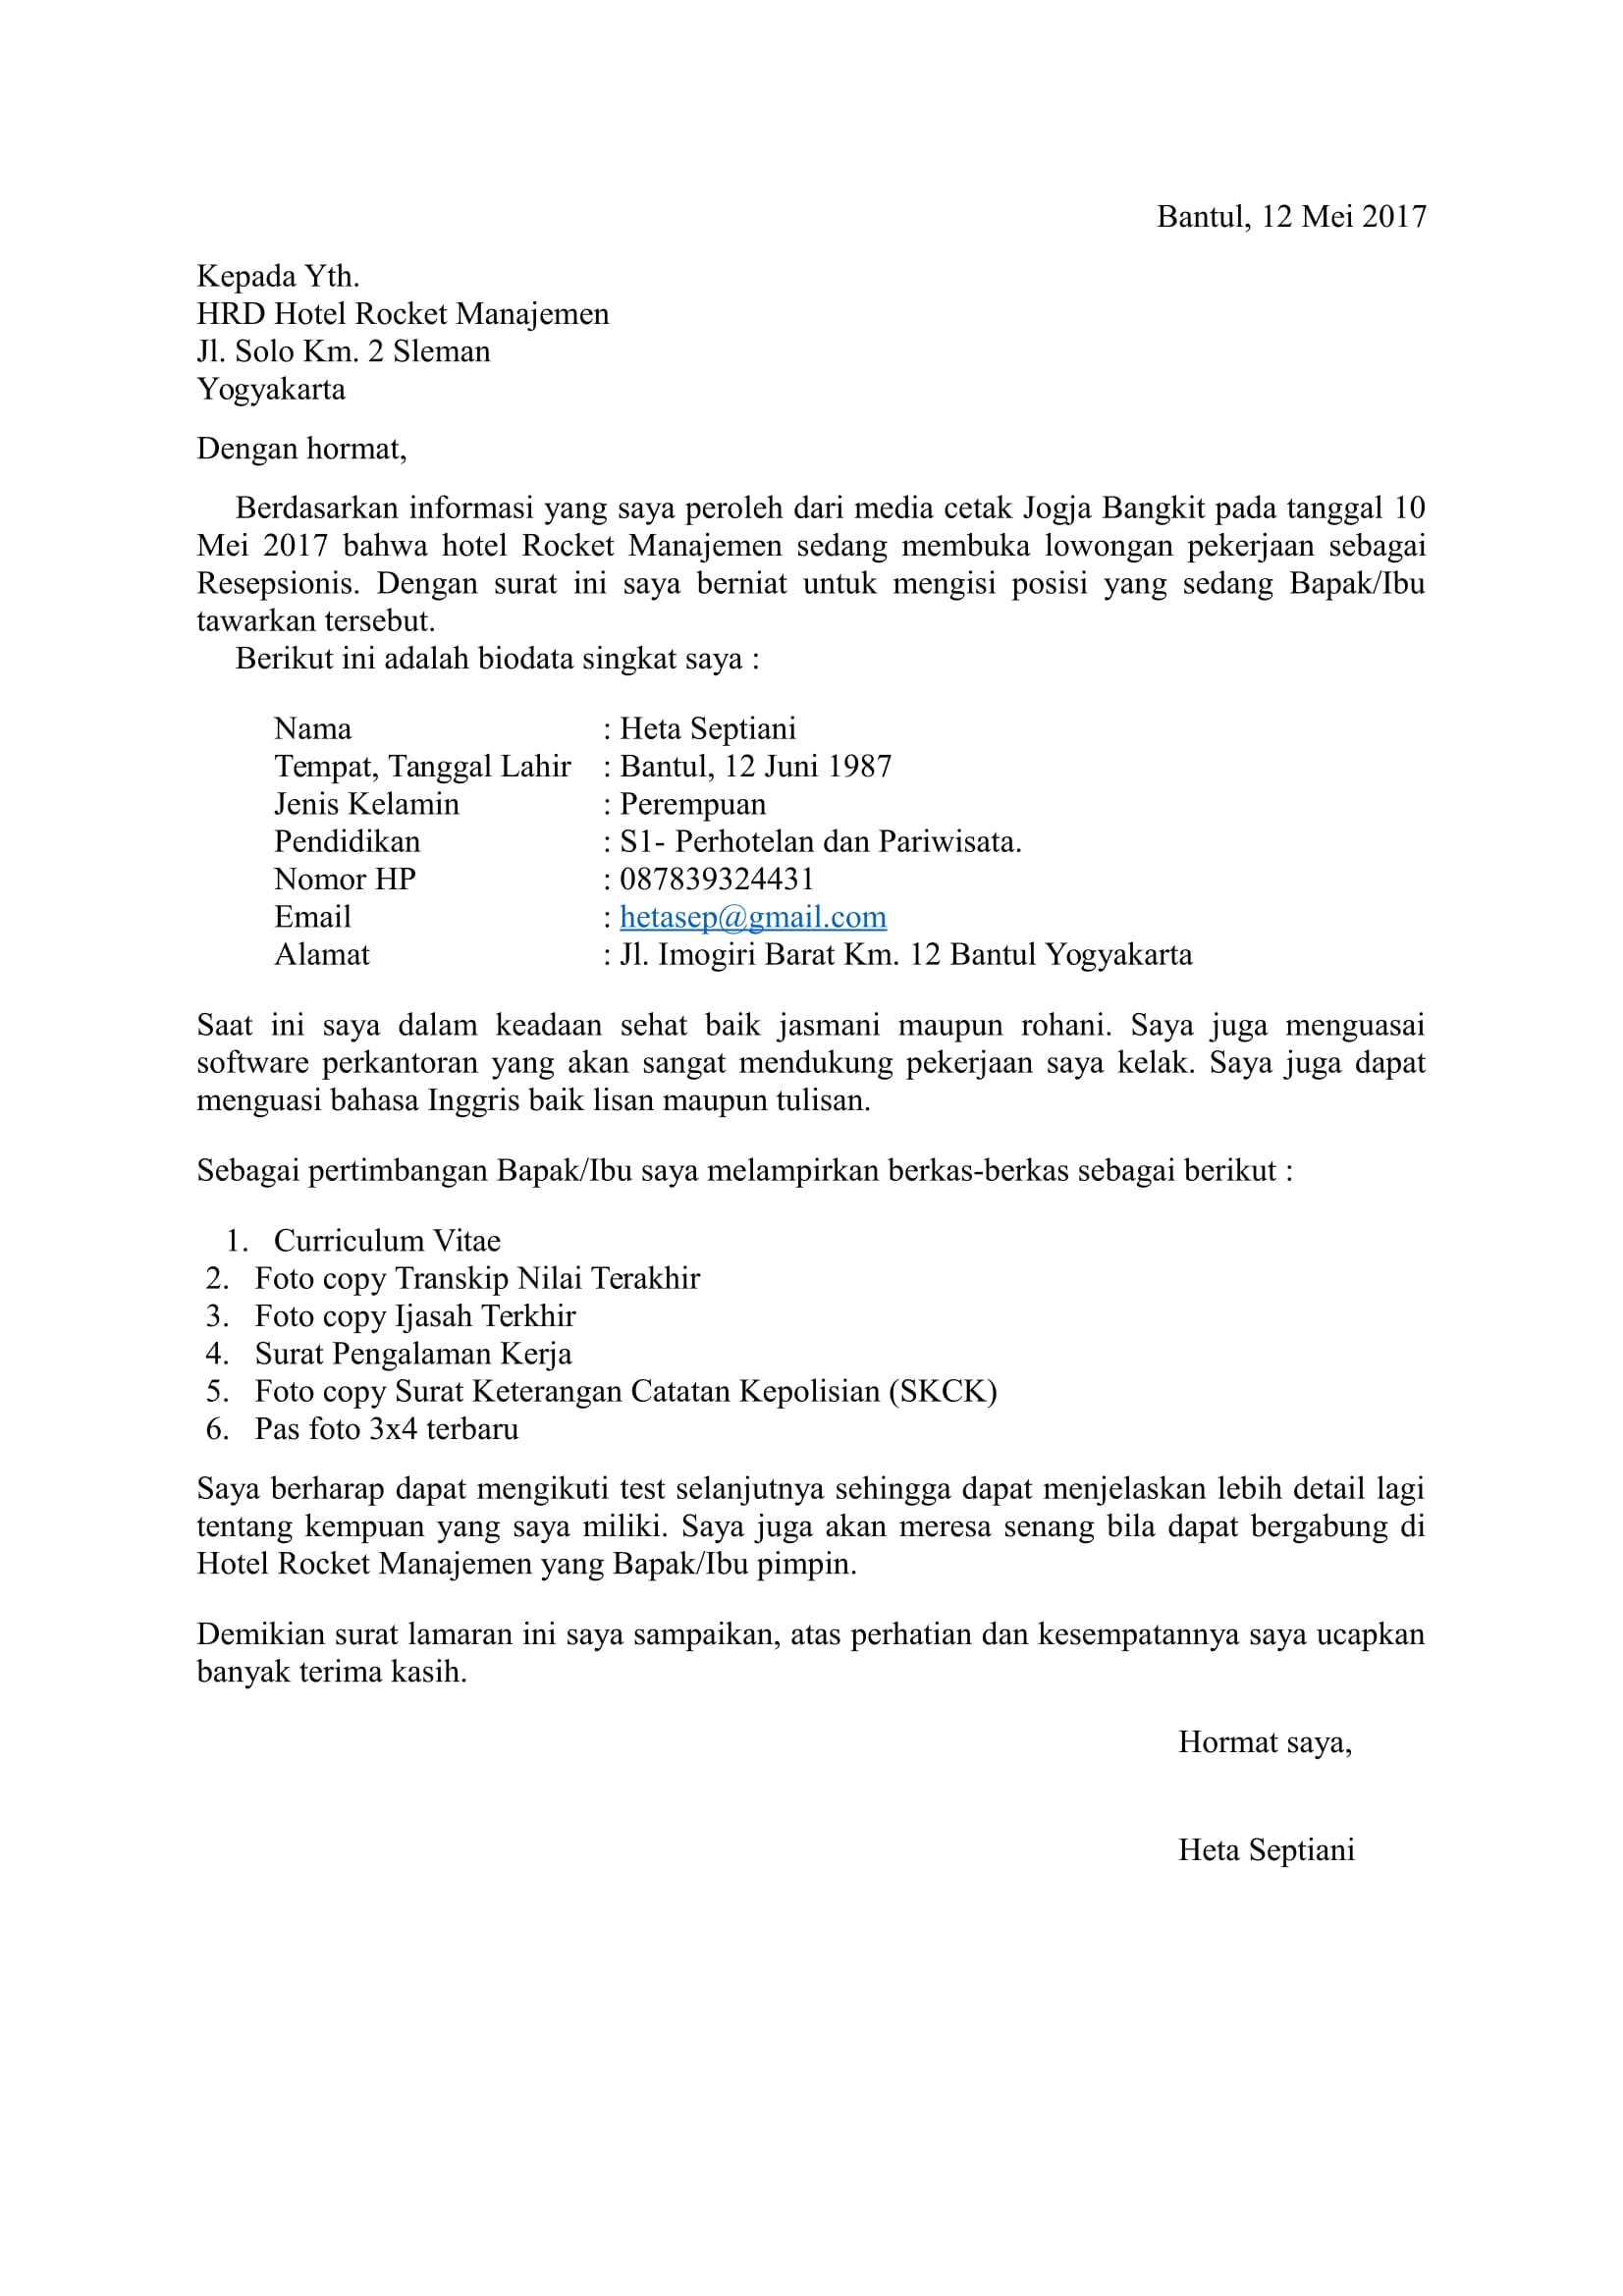 Bantul, 12 Mei 2017
Kepada Yth.
HRD Hotel Rocket Manajemen
Jl. Solo Km. 2 Sleman
Yogyakarta
Dengan hormat,
Berdasarkan informasi yang saya peroleh dari media cetak Jogja Bangkit pada tanggal 10
Mei 2017 bahwa hotel Rocket Manajemen sedang membuka lowongan pekerjaan sebagai
Resepsionis. Dengan surat ini saya berniat untuk mengisi posisi yang sedang Bapak/Ibu
tawarkan tersebut.
Berikut ini adalah biodata singkat saya :
Nama : Heta Septiani
Tempat, Tanggal Lahir : Bantul, 12 Juni 1987
Jenis Kelamin : Perempuan
Pendidikan : S1- Perhotelan dan Pariwisata.
Nomor HP : 087839324431
Email : hetasep@gmail.com
Alamat : Jl. Imogiri Barat Km. 12 Bantul Yogyakarta
Saat ini saya dalam keadaan sehat baik jasmani maupun rohani. Saya juga menguasai
software perkantoran yang akan sangat mendukung pekerjaan saya kelak. Saya juga dapat
menguasi bahasa Inggris baik lisan maupun tulisan.
Sebagai pertimbangan Bapak/Ibu saya melampirkan berkas-berkas sebagai berikut :
1. Curriculum Vitae
2. Foto copy Transkip Nilai Terakhir
3. Foto copy Ijasah Terkhir
4. Surat Pengalaman Kerja
5. Foto copy Surat Keterangan Catatan Kepolisian (SKCK)
6. Pas foto 3x4 terbaru
Saya berharap dapat mengikuti test selanjutnya sehingga dapat menjelaskan lebih detail lagi
tentang kempuan yang saya miliki. Saya juga akan meresa senang bila dapat bergabung di
Hotel Rocket Manajemen yang Bapak/Ibu pimpin.
Demikian surat lamaran ini saya sampaikan, atas perhatian dan kesempatannya saya ucapkan
banyak terima kasih.
Hormat saya,
Heta Septiani